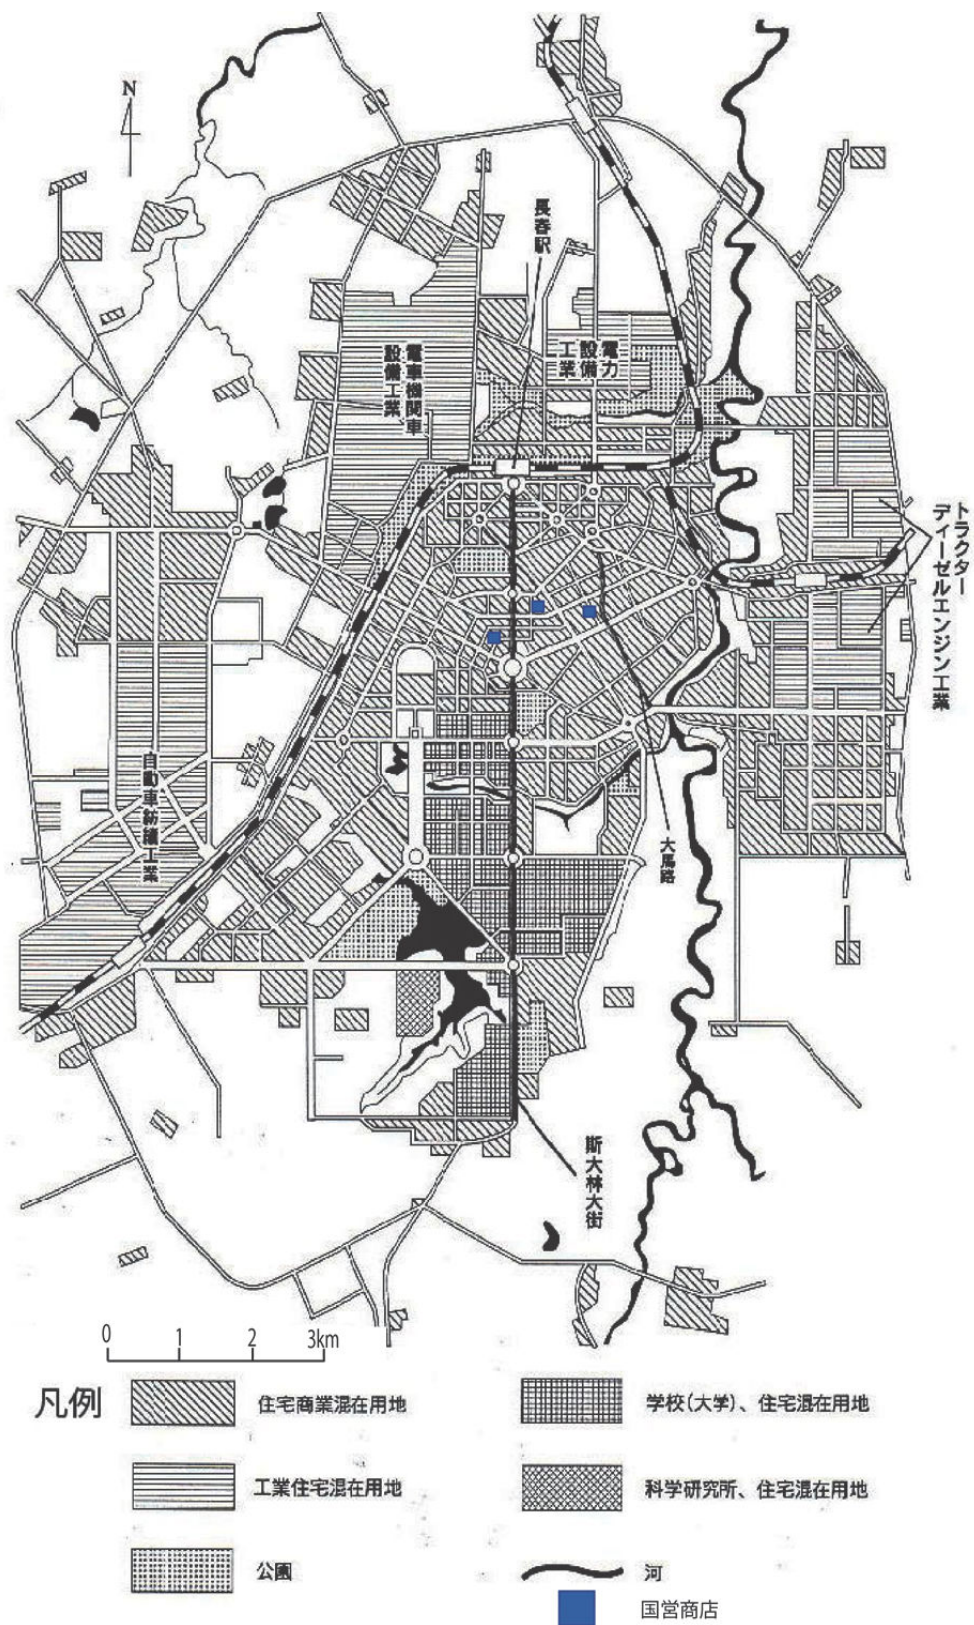 N
長春駅
電車機関車
設備工業
電力
設備
工業
トラクター
ディーゼルエンジン工業
自動車紡織工業
大馬路
斯大林大街
0 1 2 3km
凡例
住宅商業混在用地
学校(大学)、住宅混在用地
工業住宅混在用地
科学研究所、住宅混在用地
公園
河
国営商店